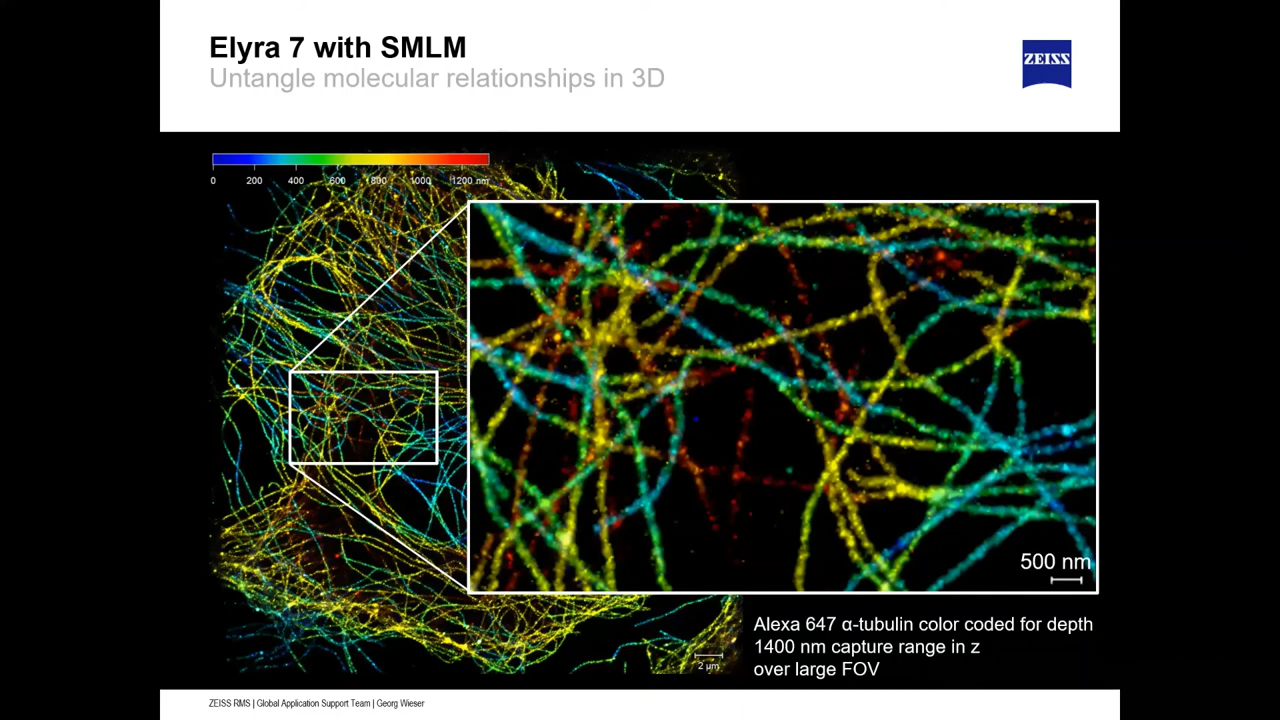 Elyra 7 with SMLM
Untangle molecular relationships in 3D
ZEISS
0 200 400 600 800 1000 1200 nm
500 nm
Alexa 647 α-tubulin color coded for depth
1400 nm capture range in z
over large FOV
2 µm
ZEISS RMS | Global Application Support Team | Georg Wieser